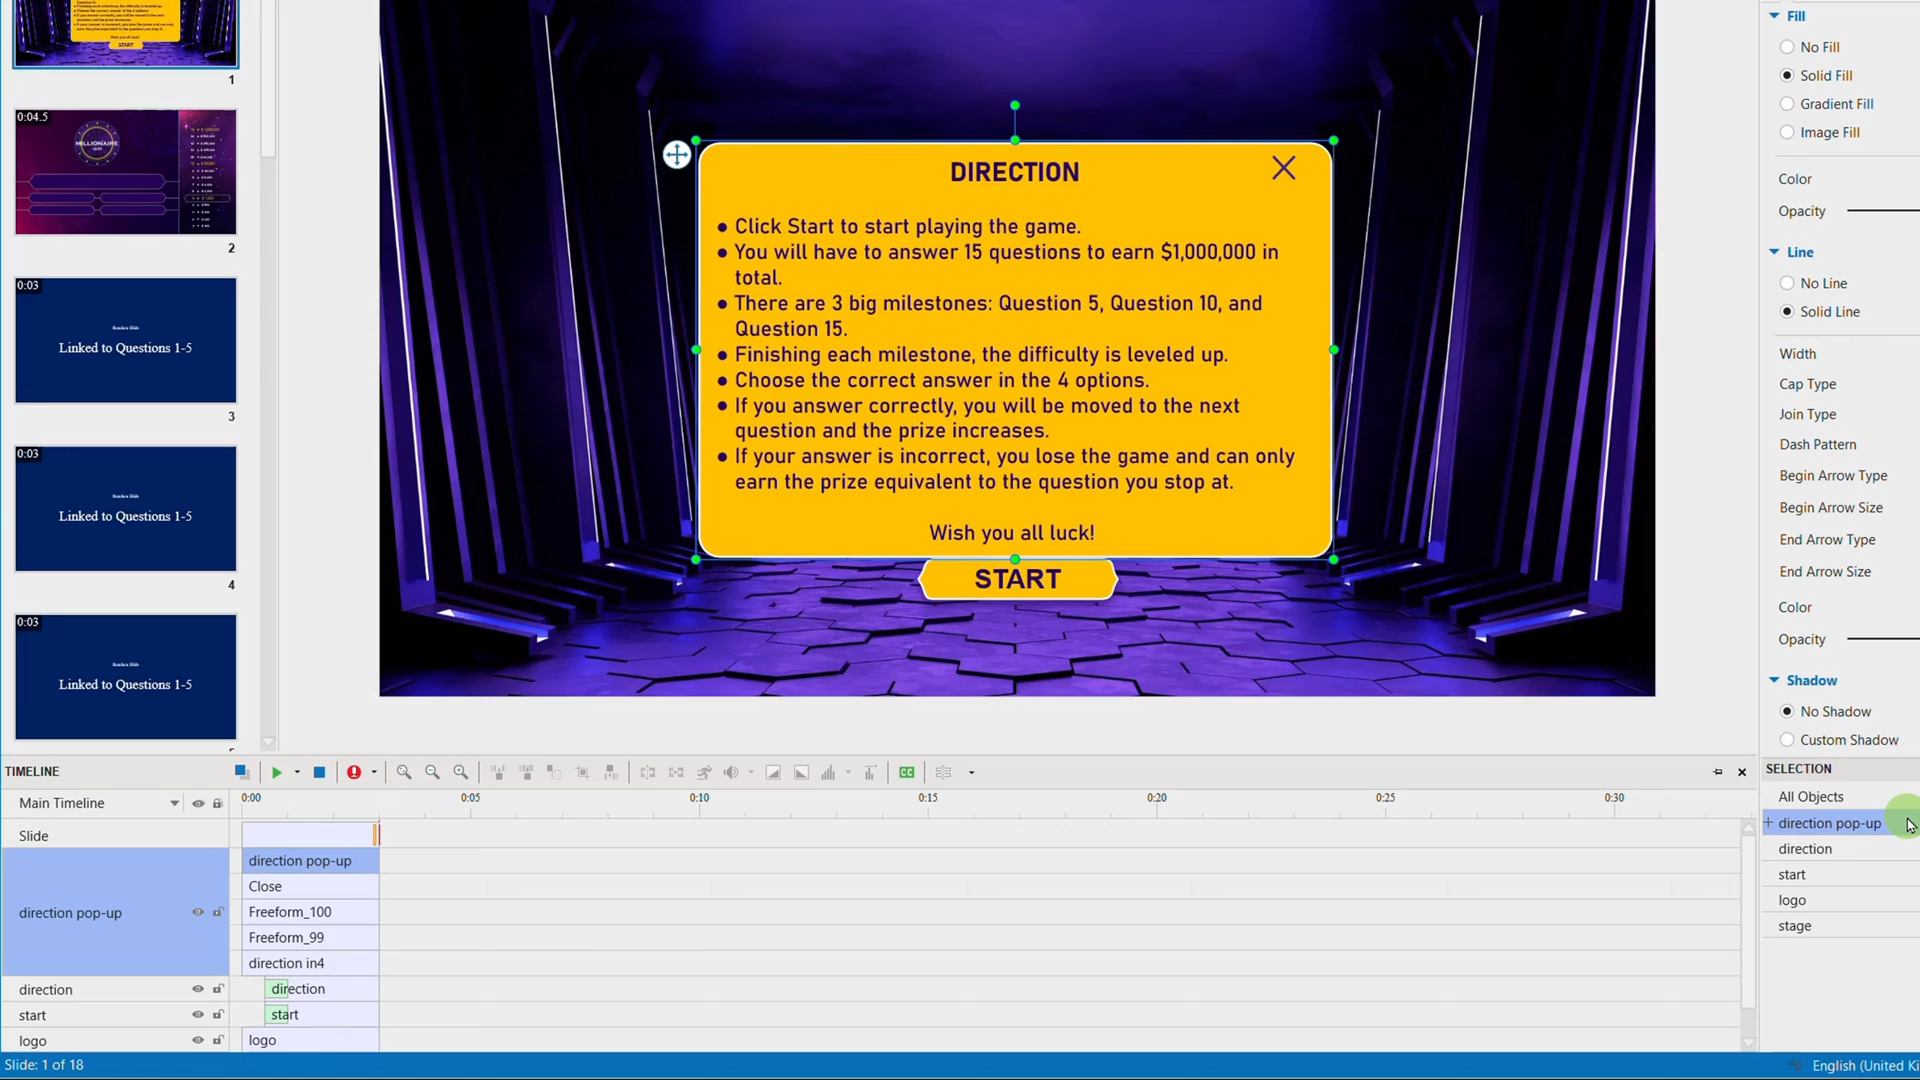 START
1
0:04.5
MILLIONAIRE
2
0:03
Linked to Questions 1-5
3
0:03
Linked to Questions 1-5
4
0:03
Linked to Questions 1-5
DIRECTION
● Click Start to start playing the game.
● You will have to answer 15 questions to earn $1,000,000 in
total.
● There are 3 big milestones: Question 5, Question 10, and
Question 15.
● Finishing each milestone, the difficulty is leveled up.
● Choose the correct answer in the 4 options.
● If you answer correctly, you will be moved to the next
question and the prize increases.
● If your answer is incorrect, you lose the game and can only
earn the prize equivalent to the question you stop at.
Wish you all luck!
START
Fill
No Fill
Solid Fill
Gradient Fill
Image Fill
Color
Opacity
Line
No Line
Solid Line
Width
Cap Type
Join Type
Dash Pattern
Begin Arrow Type
Begin Arrow Size
End Arrow Type
End Arrow Size
Color
Opacity
Shadow
No Shadow
Custom Shadow
SELECTION
All Objects
direction pop-up
direction
start
logo
stage
TIMELINE
CC
Main Timeline
0:00 0:05 0:10 0:15 0:20 0:25 0:30
Slide
direction pop-up
direction pop-up
Close
Freeform_100
Freeform_99
direction in4
direction direction
start start
logo logo
Slide: 1 of 18
English (United Ki